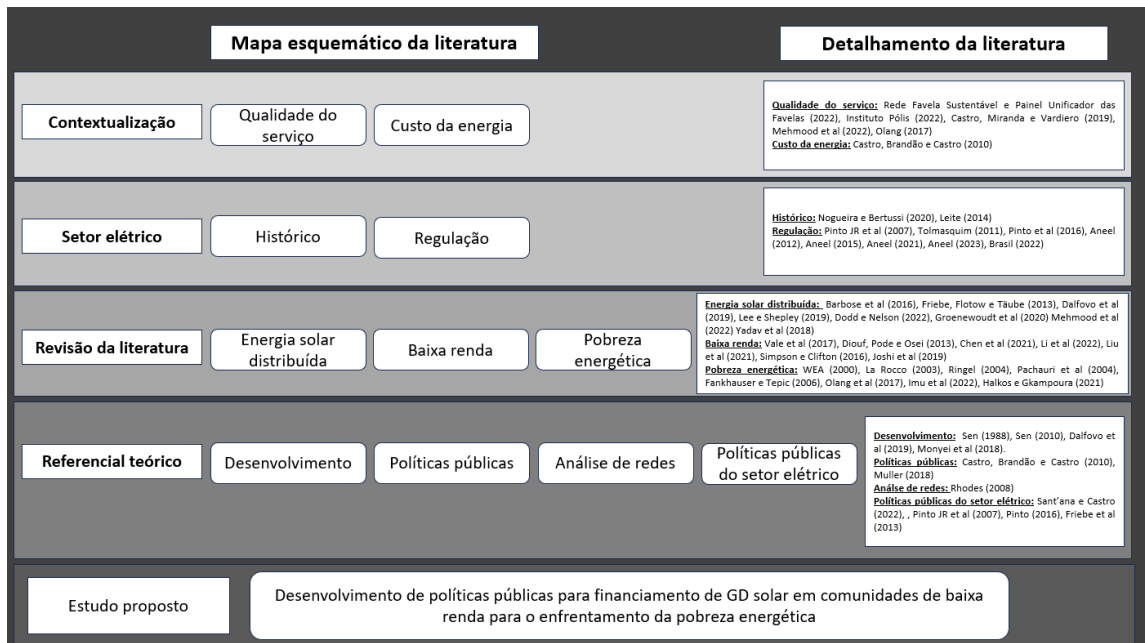 Mapa esquemático da literatura
Detalhamento da literatura
Contextualização
Qualidade do
serviço
Custo da energia
Qualidade do serviço: Rede Favela Sustentável e Painel Unificador das
Favelas (2022), Instituto Pólis (2022), Castro, Miranda e Vardiero (2019),
Mehmood et al (2022), Olang (2017)
Custo da energia: Castro, Brandão e Castro (2010)
Setor elétrico
Histórico
Regulação
Histórico: Nogueira e Bertussi (2020), Leite (2014)
Regulação: Pinto JR et al (2007), Tolmasquim (2011), Pinto et al (2016), Aneel
(2012), Aneel (2015), Aneel (2021), Aneel (2023), Brasil (2022)
Revisão da literatura
Energia solar
distribuída
Baixa renda
Pobreza
energética
Energia solar distribuída: Barbose et al (2016), Friebe, Flotow e Täube (2013), Dalfovo et al
(2019), Lee e Shepley (2019), Dodd e Nelson (2022), Groenewoudt et al (2020) Mehmood et al
(2022) Yadav et al (2018)
Baixa renda: Vale et al (2017), Diouf, Pode e Osei (2013), Chen et al (2021), Li et al (2022), Liu
et al (2021), Simpson e Clifton (2016), Joshi et al (2019)
Pobreza energética: WEA (2000), La Rocco (2003), Ringel (2004), Pachauri et al (2004),
Fankhauser e Tepic (2006), Olang et al (2017), Imu et al (2022), Halkos e Gkampoura (2021)
Referencial teórico
Desenvolvimento
Políticas públicas
Análise de redes
Políticas públicas
do setor elétrico
Desenvolvimento: Sen (1988), Sen (2010), Dalfovo et
al (2019), Monyei et al (2018).
Políticas públicas: Castro, Brandão e Castro (2010),
Muller (2018)
Análse de redes: Rhodes (2008)
Políticas públicas do setor elétrico: Sant'ana e Castro
(2022), , Pinto JR et al (2007), Pinto (2016), Friebe et al
(2013)
Estudo proposto
Desenvolvimento de políticas públicas para financiamento de GD solar em comunidades de baixa
renda para o enfrentamento da pobreza energética